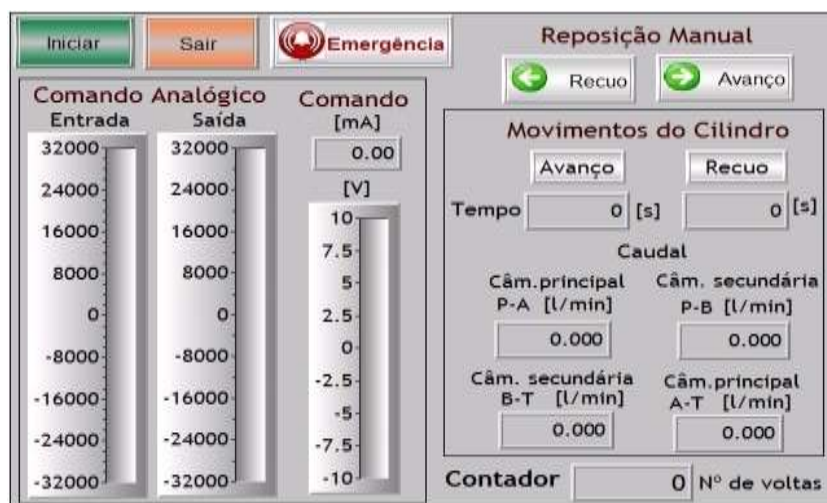 Iniciar
Sair
Emergência
Reposição Manual
Recuo
Avanço
Comando Analógico
Entrada
Saída
32000
24000
16000
8000
0
-8000
-16000
-24000
-32000
32000
24000
16000
8000
0
-8000
-16000
-24000
-32000
Comando
[mA]
0.00
[V]
10
7.5
5
2.5
0
-2.5
-5
-7.5
-10
Movimentos do Cilindro
Avanço
Recuo
Tempo 0 [s] 0 [s]
Caudal
Câm.principal
P-A [l/min]
0.000
Câm. secundária
P-B [l/min]
0.000
Câm. secundária
B-T [l/min]
0.000
Câm.principal
A-T [l/min]
0.000
Contador 0 Nº de voltas